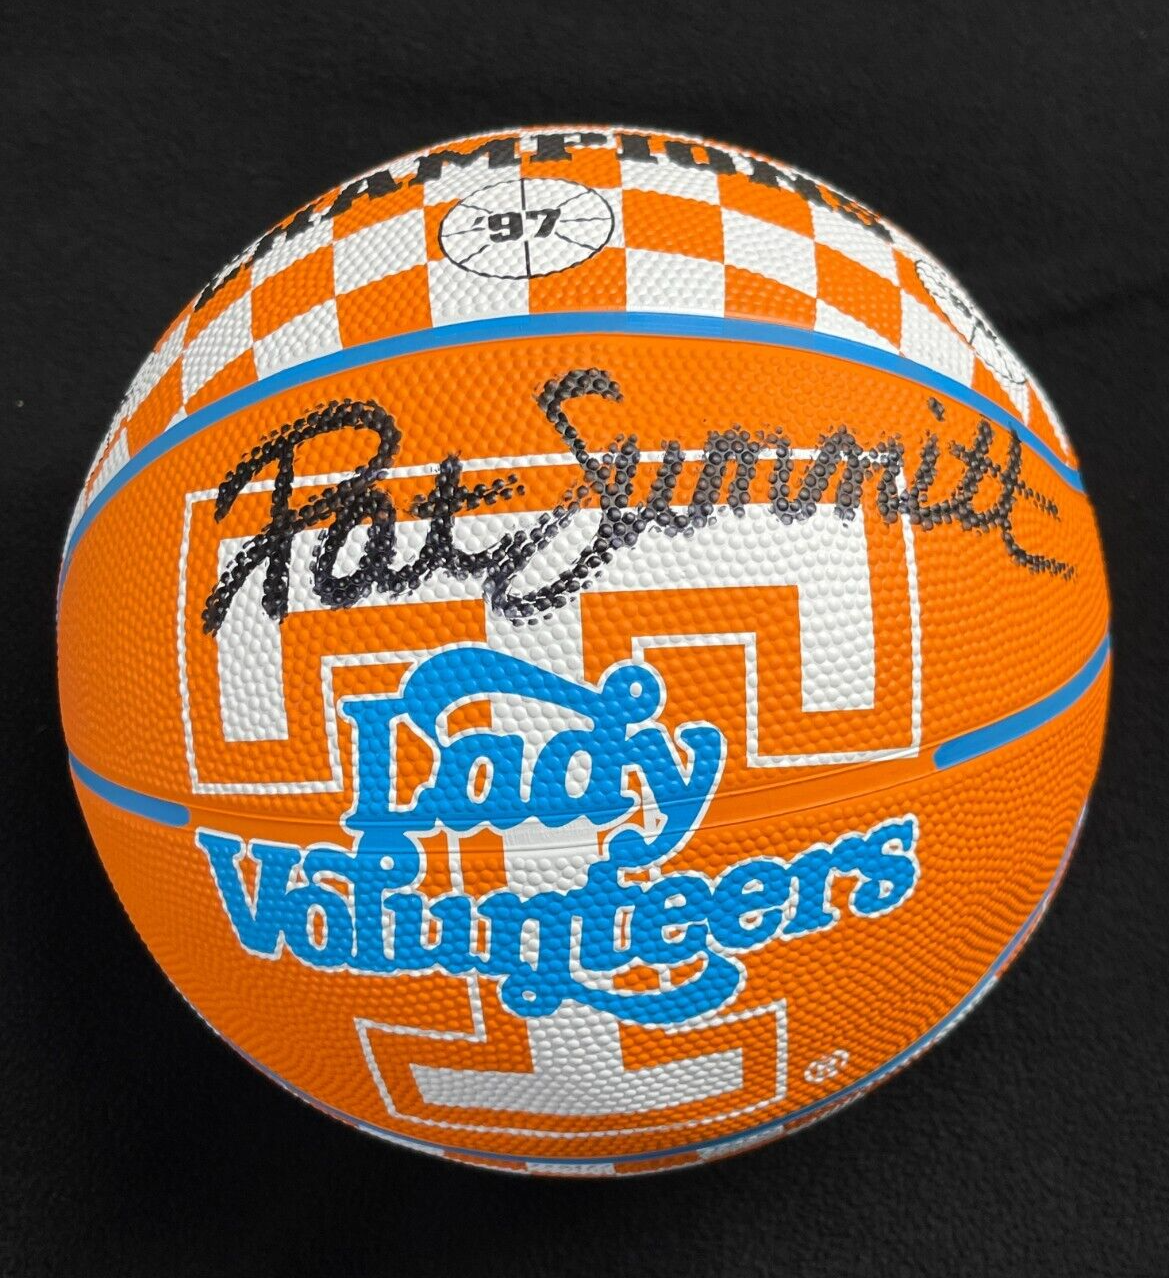 CHAMPIONS
'97
Pat Summitt
Lady
Volunteers